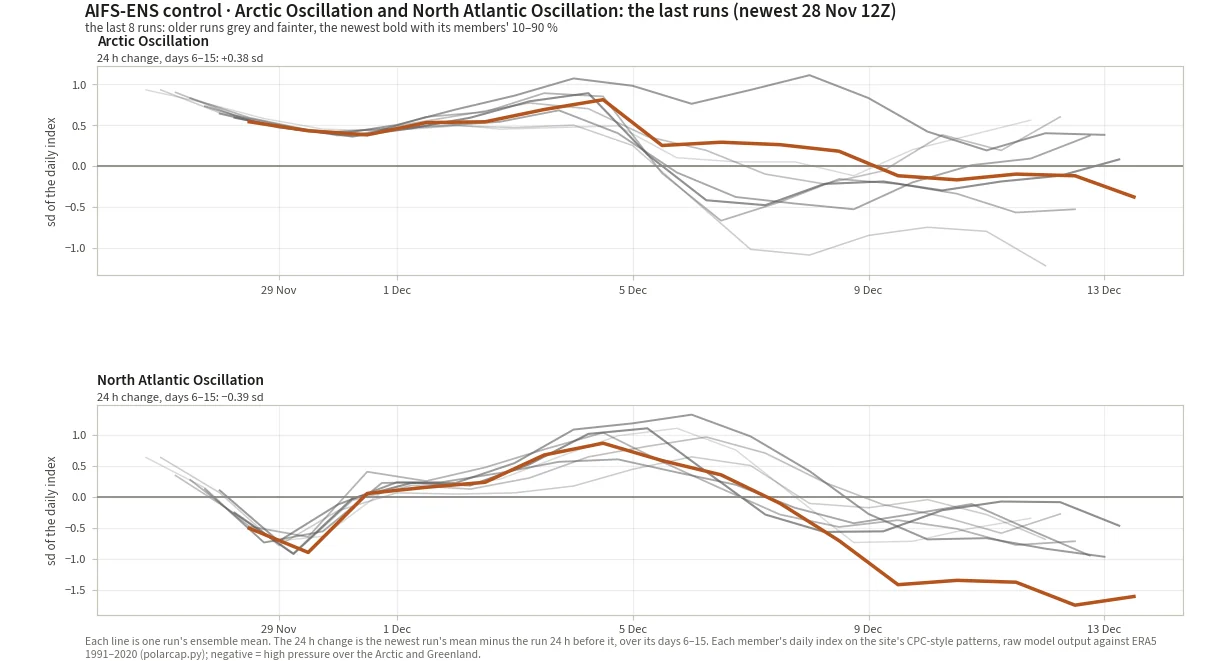 AIFS-ENS control · Arctic Oscillation and North Atlantic Oscillation: the last runs (newest 28 Nov 12Z)
the last 8 runs: older runs grey and fainter, the newest bold with its members' 10–90 %
Arctic Oscillation
24 h change, days 6–15: +0.38 sd
sd of the daily index
1.0
0.5
0.0
−0.5
−1.0
29 Nov
1 Dec
5 Dec
9 Dec
13 Dec
North Atlantic Oscillation
24 h change, days 6–15: −0.39 sd
sd of the daily index
1.0
0.5
0.0
−0.5
−1.0
−1.5
29 Nov
1 Dec
5 Dec
9 Dec
13 Dec
Each line is one run's ensemble mean. The 24 h change is the newest run's mean minus the run 24 h before it, over its days 6–15. Each member's daily index on the site's CPC-style patterns, raw model output against ERA5
1991–2020 (polarcap.py); negative = high pressure over the Arctic and Greenland.